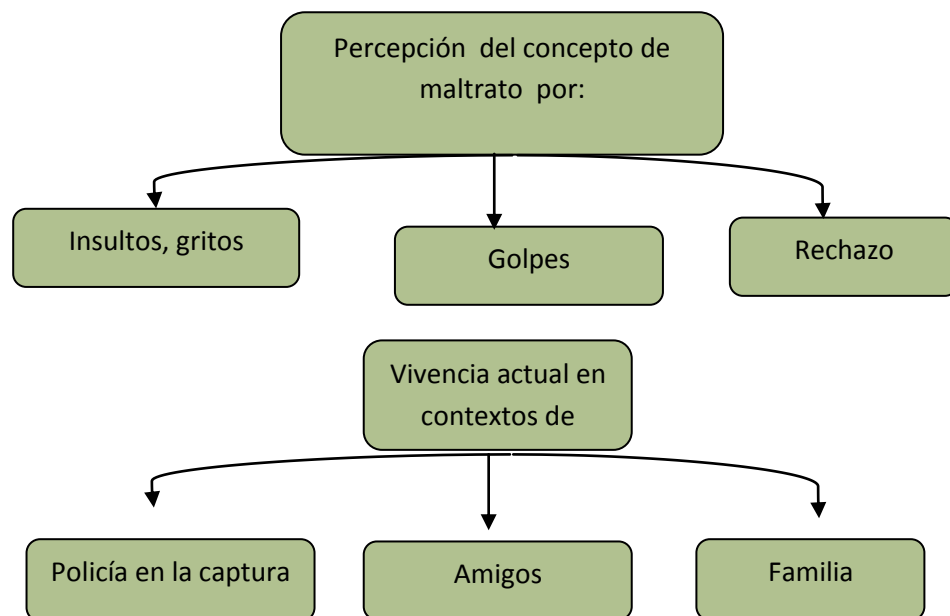 Percepción del concepto de
maltrato por:
Insultos, gritos
Golpes
Rechazo
Vivencia actual en
contextos de
Policía en la captura
Amigos
Familia